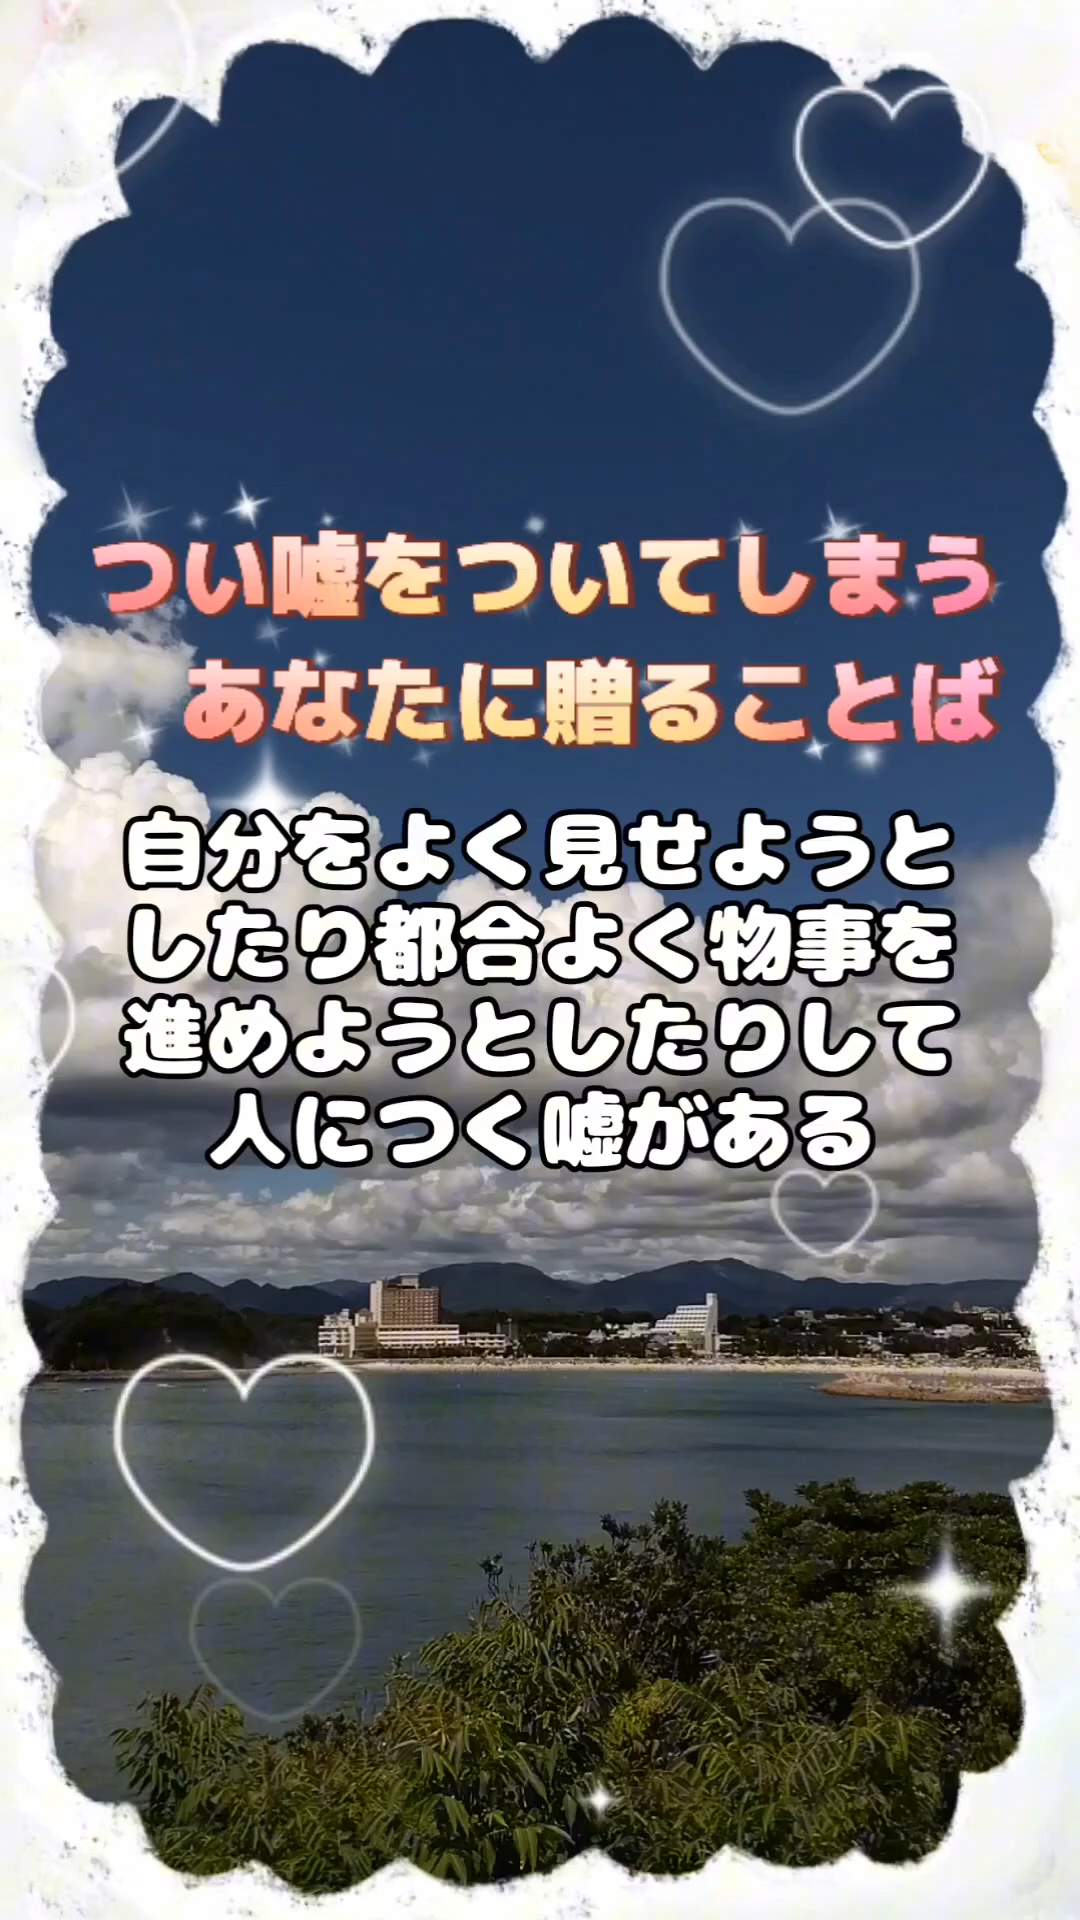 つい嘘をついてしまう
あなたに贈ることば
自分をよく見せようと
したり都合よく物事を
進めようとしたりして
人につく嘘がある